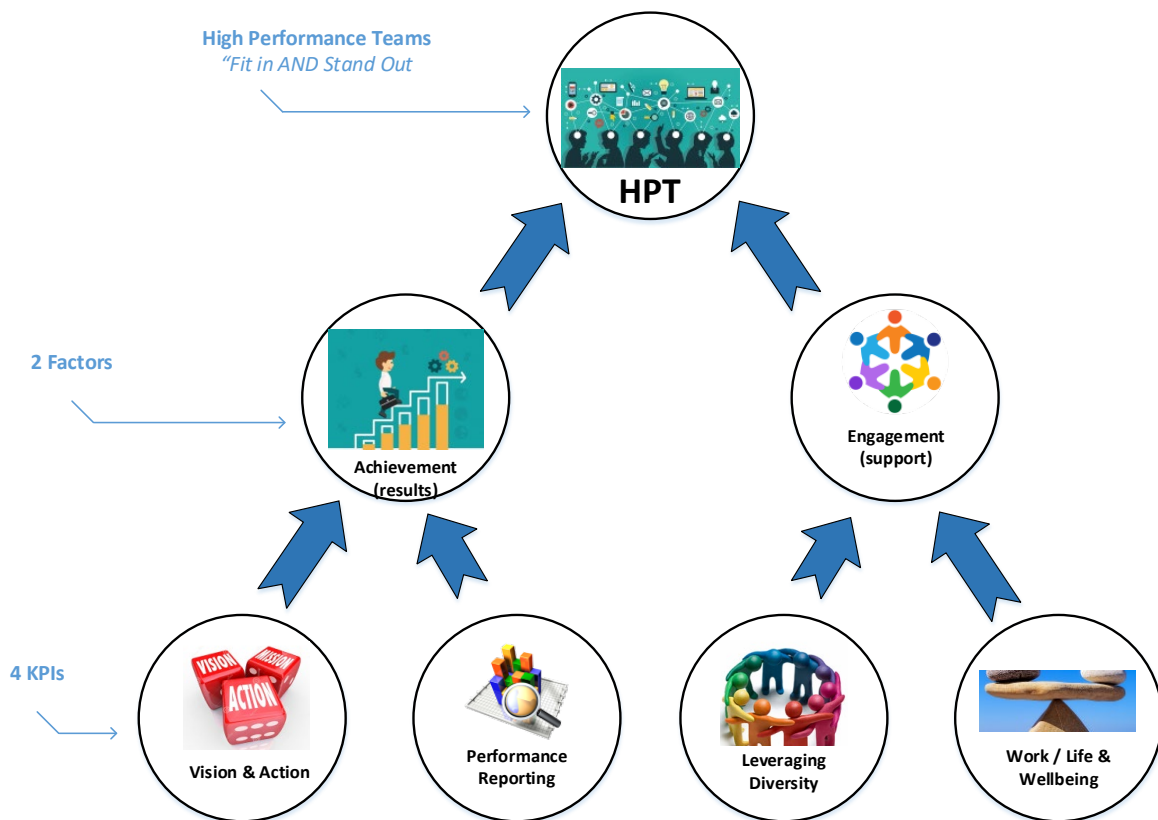 High Performance Teams
“Fit in AND Stand Out
HPT
2 Factors
Achievement
(results)
Engagement
(support)
4 KPIs
VISION
MISSION
ACTION
Vision & Action
Performance
Reporting
Leveraging
Diversity
Work / Life &
Wellbeing